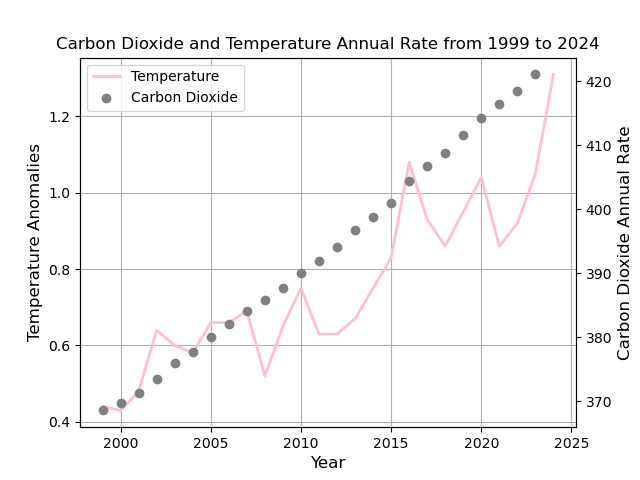 Carbon Dioxide and Temperature Annual Rate from 1999 to 2024
Temperature
Carbon Dioxide
Temperature Anomalies
1.2
1.0
0.8
0.6
0.4
420
410
400
390
380
370
Carbon Dioxide Annual Rate
2000 2005 2010 2015 2020 2025
Year